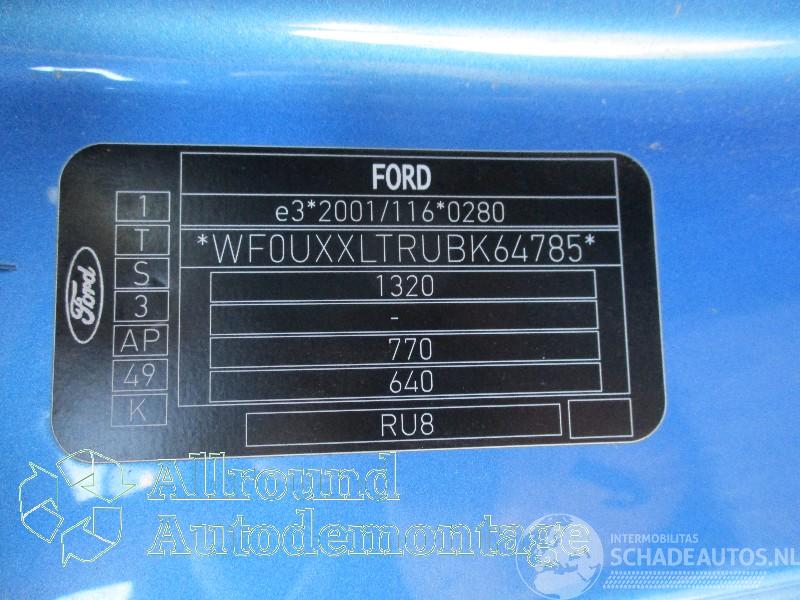 FORD
1
e3*2001/116*0280
T
*WF0UXXLTRUBK64785*
S
1320
3
-
AP
770
49
640
K
RU8
Ford
Allround
Autodemontage
INTERMOBILITAS
SCHADEAUTOS.NL